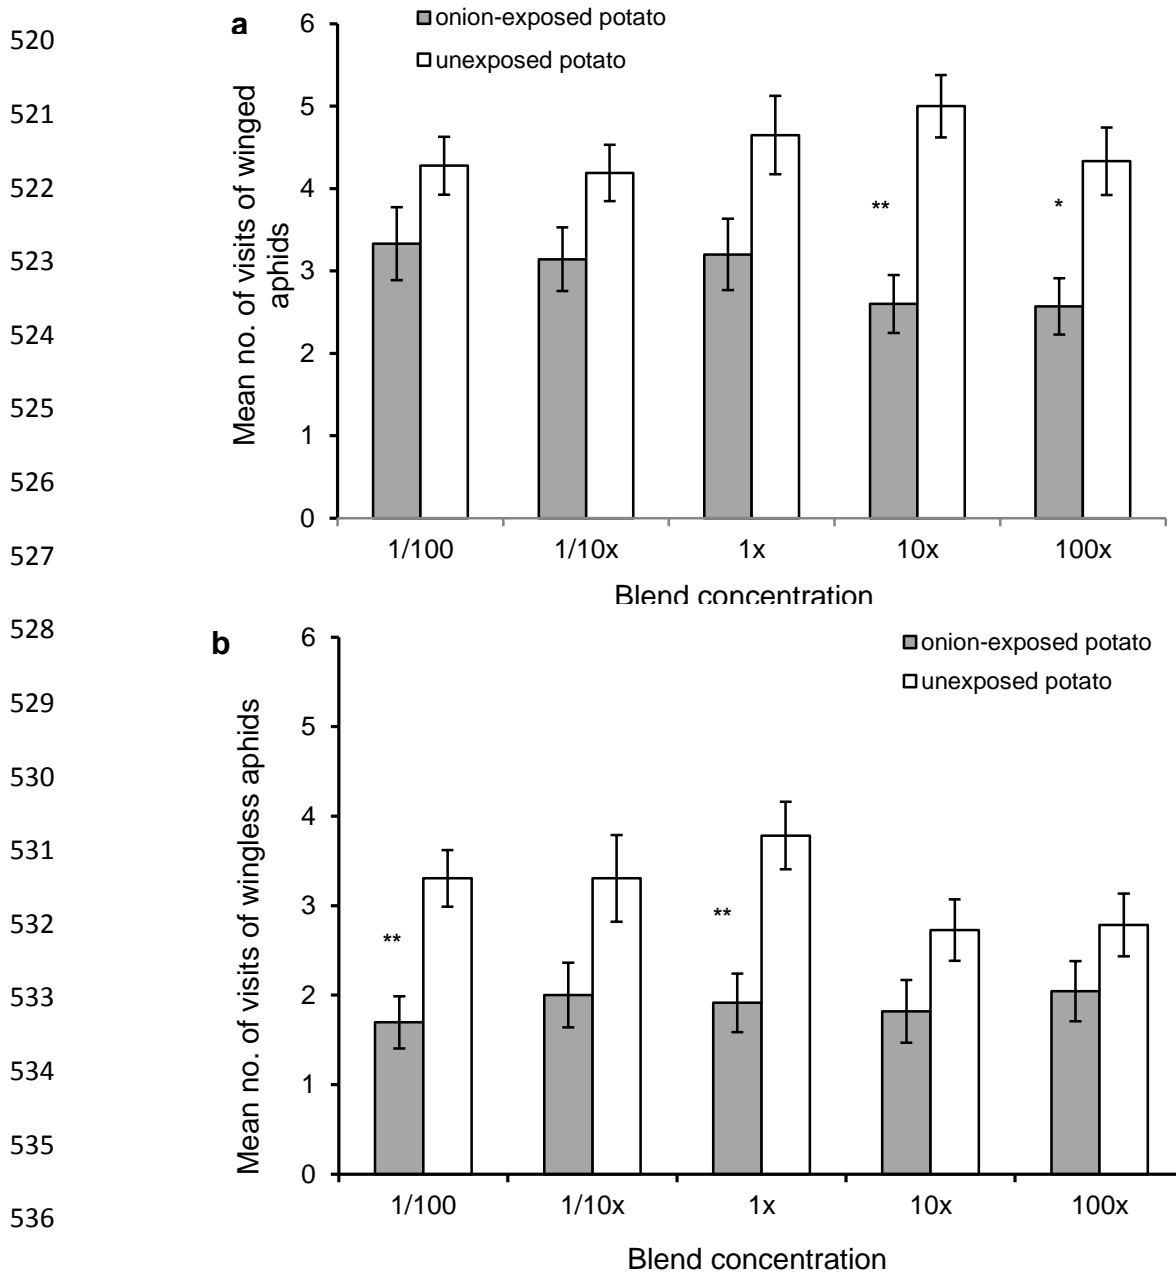 520
521
522
523
524
525
526
527
528
529
530
531
532
533
534
535
536
a
onion-exposed potato
unexposed potato
Mean no. of visits of winged
aphids
6
5
4
3
2
1
0
**
*
1/100
1/10x
1x
10x
100x
Blend concentration
b
onion-exposed potato
unexposed potato
Mean no. of visits of wingless aphids
6
5
4
3
2
1
0
**
**
1/100
1/10x
1x
10x
100x
Blend concentration